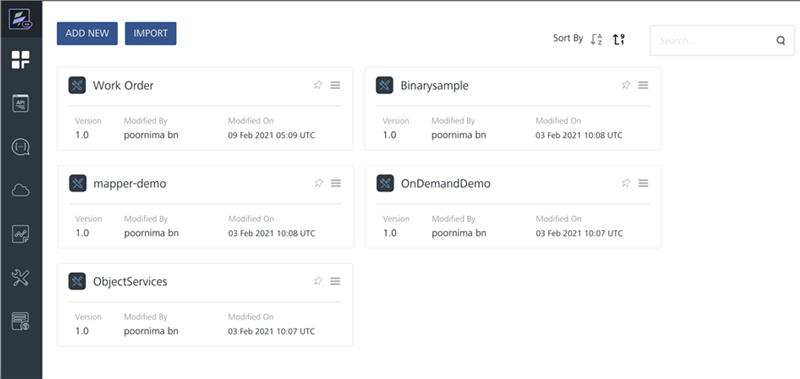 ADD NEW IMPORT Sort By Search...
Work Order
Version Modified By Modified On
1.0 poornima bn 09 Feb 2021 05:09 UTC
Binarysample
Version Modified By Modified On
1.0 poornima bn 03 Feb 2021 10:08 UTC
mapper-demo
Version Modified By Modified On
1.0 poornima bn 03 Feb 2021 10:08 UTC
OnDemandDemo
Version Modified By Modified On
1.0 poornima bn 03 Feb 2021 10:07 UTC
ObjectServices
Version Modified By Modified On
1.0 poornima bn 03 Feb 2021 10:07 UTC
API